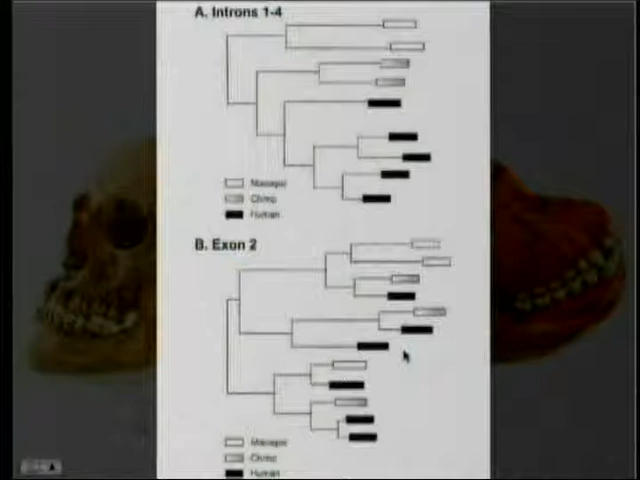 A. Introns 1-4
Macaque
Chimp
Human
B. Exon 2
Macaque
Chimp
Human